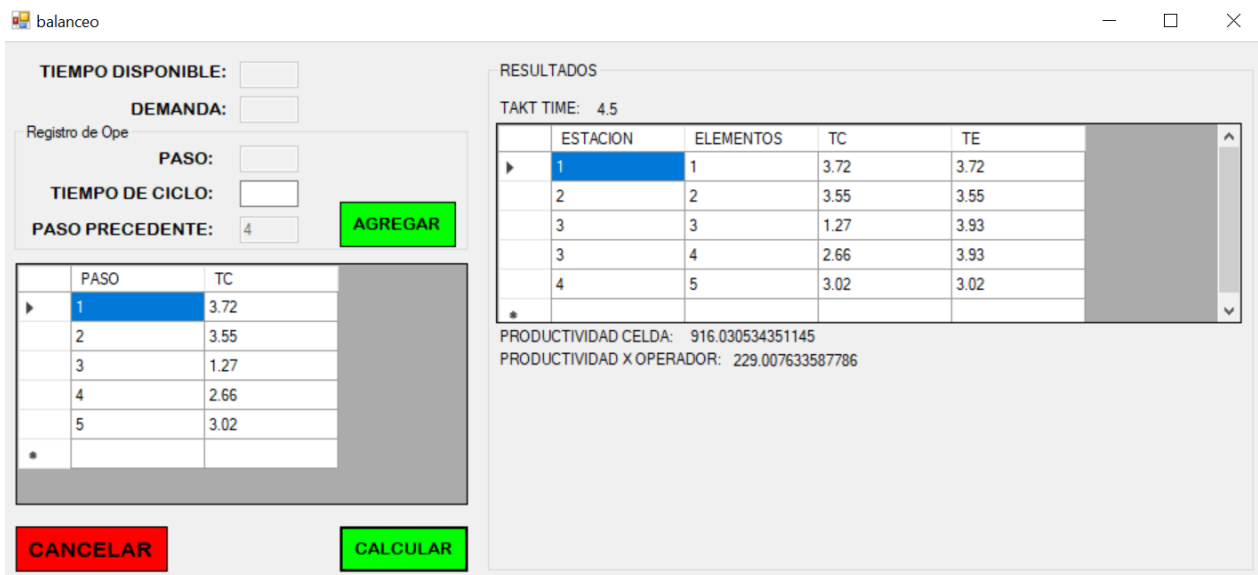 balanceo
TIEMPO DISPONIBLE:
DEMANDA:
Registro de Ope
PASO:
TIEMPO DE CICLO:
PASO PRECEDENTE: 4
AGREGAR
PASO TC
1 3.72
2 3.55
3 1.27
4 2.66
5 3.02
CANCELAR
CALCULAR
RESULTADOS
TAKT TIME: 4.5
ESTACION ELEMENTOS TC TE
1 1 3.72 3.72
2 2 3.55 3.55
3 3 1.27 3.93
3 4 2.66 3.93
4 5 3.02 3.02
PRODUCTIVIDAD CELDA: 916.030534351145
PRODUCTIVIDAD X OPERADOR: 229.007633587786